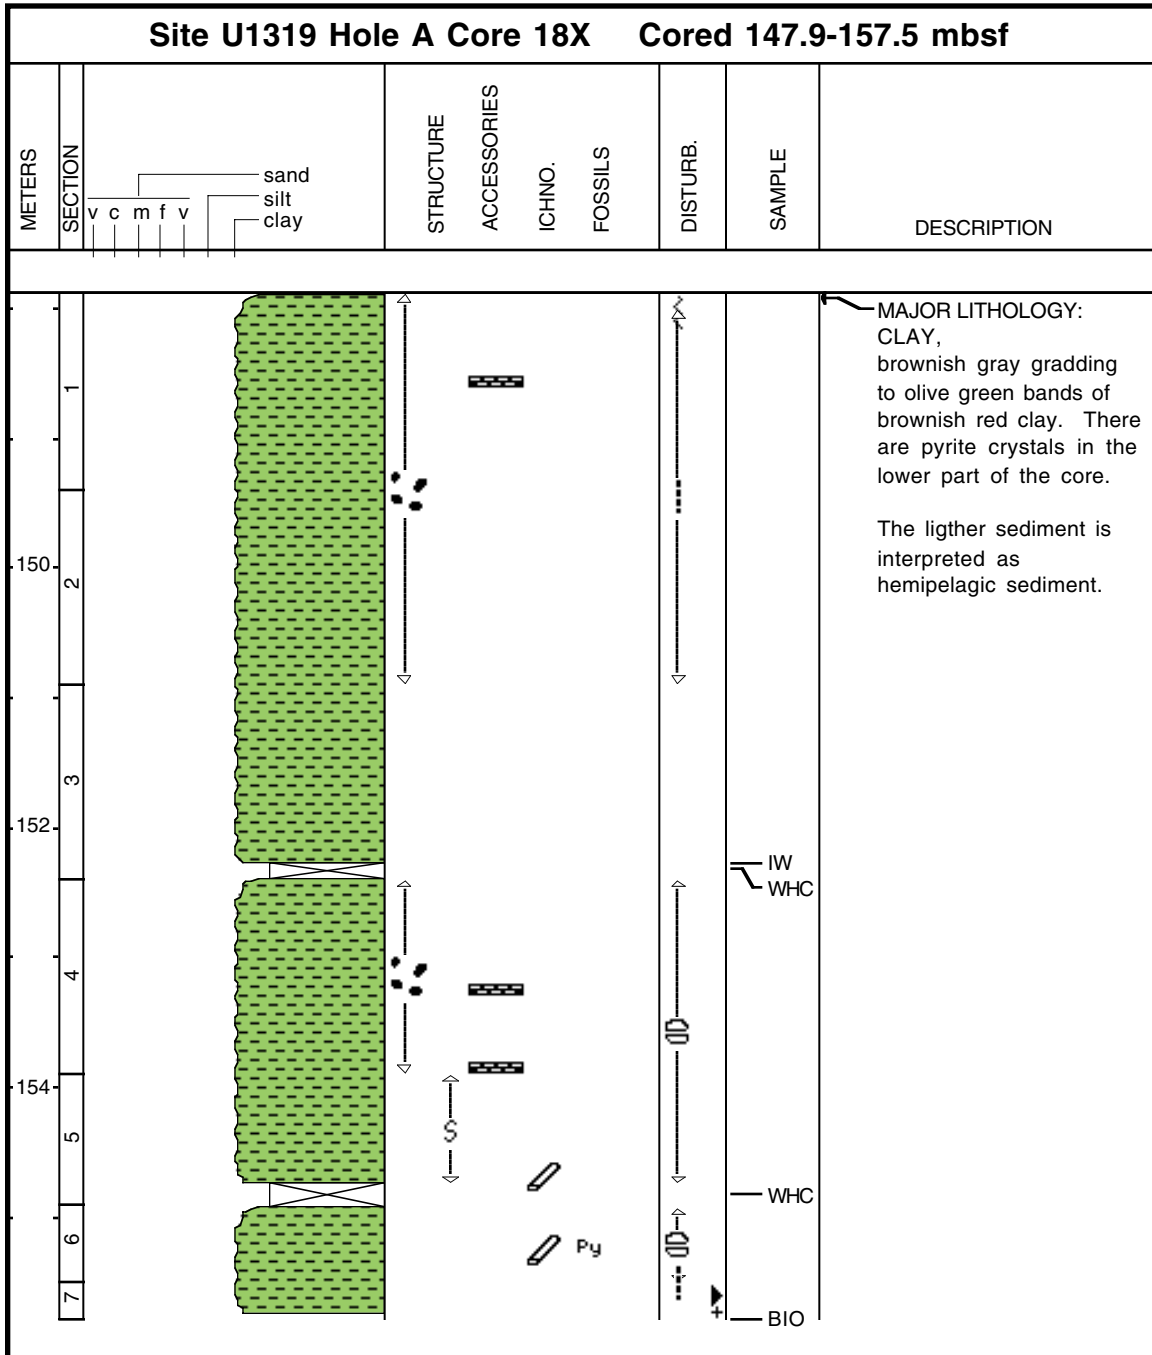 Site U1319 Hole A Core 18X Cored 147.9-157.5 mbsf
METERS
SECTION
v c m f v
sand
silt
clay
STRUCTURE
ACCESSORIES
ICHNO.
FOSSILS
DISTURB.
SAMPLE
DESCRIPTION
MAJOR LITHOLOGY:
CLAY,
brownish gray gradding
to olive green bands of
brownish red clay. There
are pyrite crystals in the
lower part of the core.
The ligther sediment is
interpreted as
hemipelagic sediment.
1
150
2
3
152
IW
WHC
4
154
5
S
WHC
6
Py
7
+
BIO